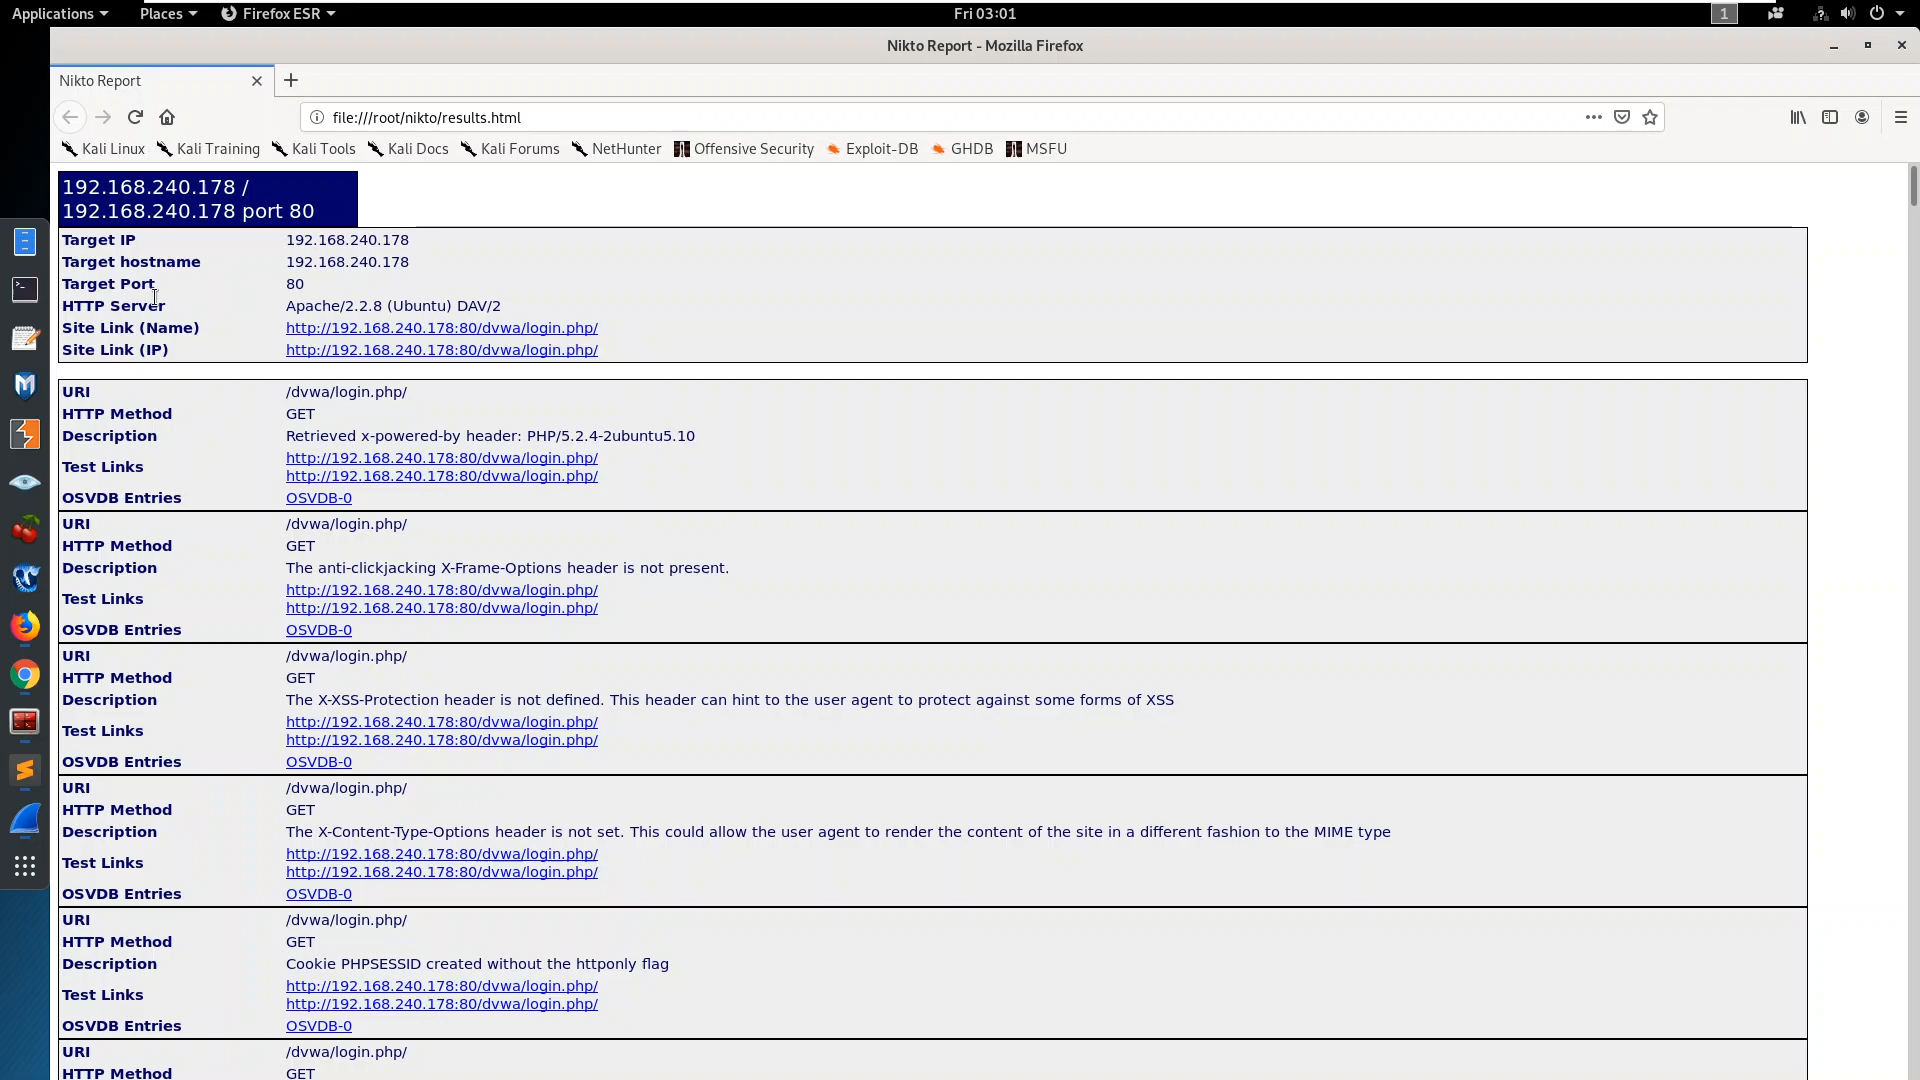 Applications Places Firefox ESR Fri 03:01 1
Nikto Report - Mozilla Firefox
Nikto Report
file:///root/nikto/results.html
Kali Linux Kali Training Kali Tools Kali Docs Kali Forums NetHunter Offensive Security Exploit-DB GHDB MSFU
192.168.240.178 /
192.168.240.178 port 80
Target IP 192.168.240.178
Target hostname 192.168.240.178
Target Port 80
HTTP Server Apache/2.2.8 (Ubuntu) DAV/2
Site Link (Name) http://192.168.240.178:80/dvwa/login.php/
Site Link (IP) http://192.168.240.178:80/dvwa/login.php/
URI /dvwa/login.php/
HTTP Method GET
Description Retrieved x-powered-by header: PHP/5.2.4-2ubuntu5.10
Test Links http://192.168.240.178:80/dvwa/login.php/
http://192.168.240.178:80/dvwa/login.php/
OSVDB Entries OSVDB-0
URI /dvwa/login.php/
HTTP Method GET
Description The anti-clickjacking X-Frame-Options header is not present.
Test Links http://192.168.240.178:80/dvwa/login.php/
http://192.168.240.178:80/dvwa/login.php/
OSVDB Entries OSVDB-0
URI /dvwa/login.php/
HTTP Method GET
Description The X-XSS-Protection header is not defined. This header can hint to the user agent to protect against some forms of XSS
Test Links http://192.168.240.178:80/dvwa/login.php/
http://192.168.240.178:80/dvwa/login.php/
OSVDB Entries OSVDB-0
URI /dvwa/login.php/
HTTP Method GET
Description The X-Content-Type-Options header is not set. This could allow the user agent to render the content of the site in a different fashion to the MIME type
Test Links http://192.168.240.178:80/dvwa/login.php/
http://192.168.240.178:80/dvwa/login.php/
OSVDB Entries OSVDB-0
URI /dvwa/login.php/
HTTP Method GET
Description Cookie PHPSESSID created without the httponly flag
Test Links http://192.168.240.178:80/dvwa/login.php/
http://192.168.240.178:80/dvwa/login.php/
OSVDB Entries OSVDB-0
URI /dvwa/login.php/
HTTP Method GET